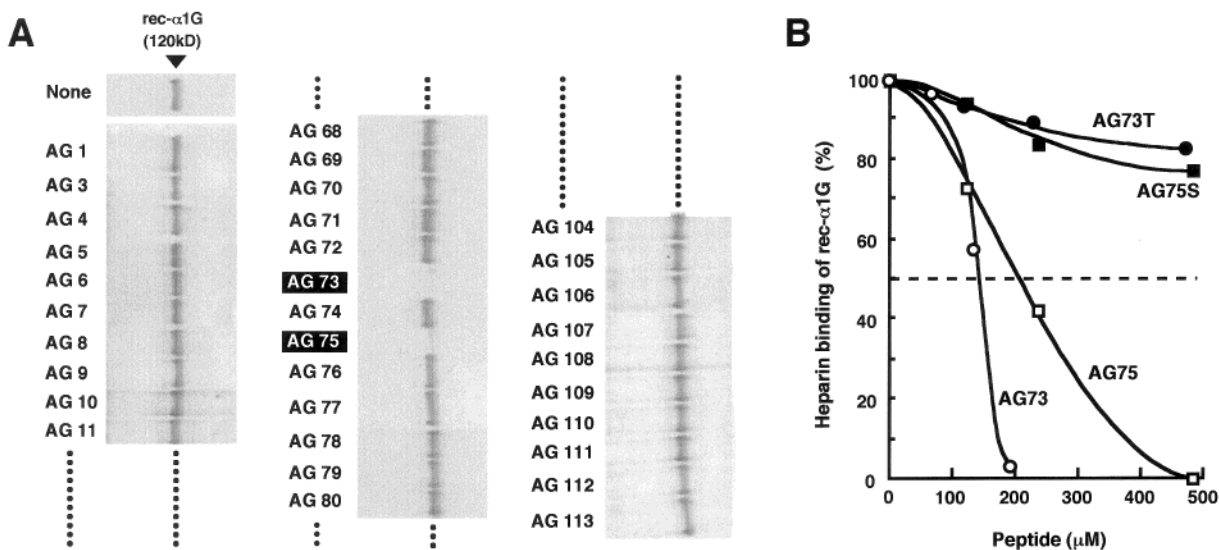 A
rec-α1G
(120kD)
None
AG 1
AG 3
AG 4
AG 5
AG 6
AG 7
AG 8
AG 9
AG 10
AG 11
AG 68
AG 69
AG 70
AG 71
AG 72
AG 73
AG 74
AG 75
AG 76
AG 77
AG 78
AG 79
AG 80
AG 104
AG 105
AG 106
AG 107
AG 108
AG 109
AG 110
AG 111
AG 112
AG 113
B
Heparin binding of rec-α1G (%)
100
80
60
40
20
0
AG73T
AG75S
AG75
AG73
0 100 200 300 400 500
Peptide (μM)